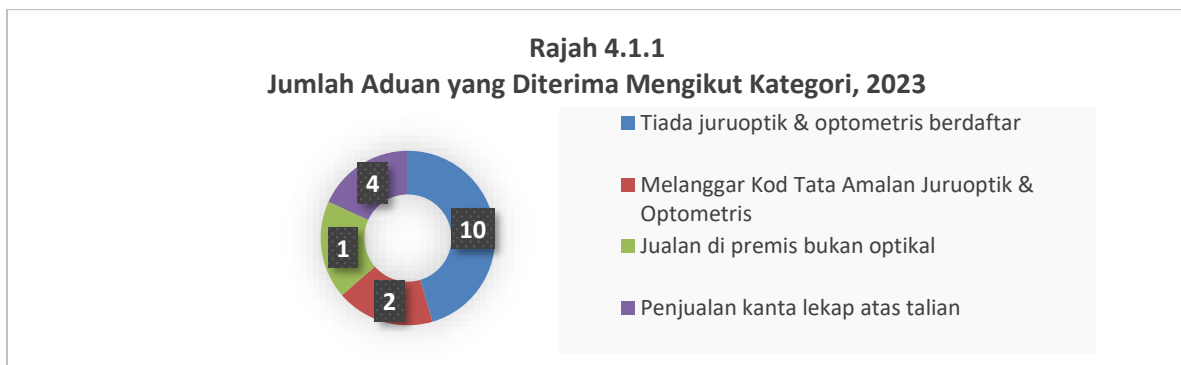 Rajah 4.1.1
Jumlah Aduan yang Diterima Mengikut Kategori, 2023
Tiada juruoptik & optometris berdaftar
Melanggar Kod Tata Amalan Juruoptik &
Optometris
Jualan di premis bukan optikal
Penjualan kanta lekap atas talian
4
10
1
2